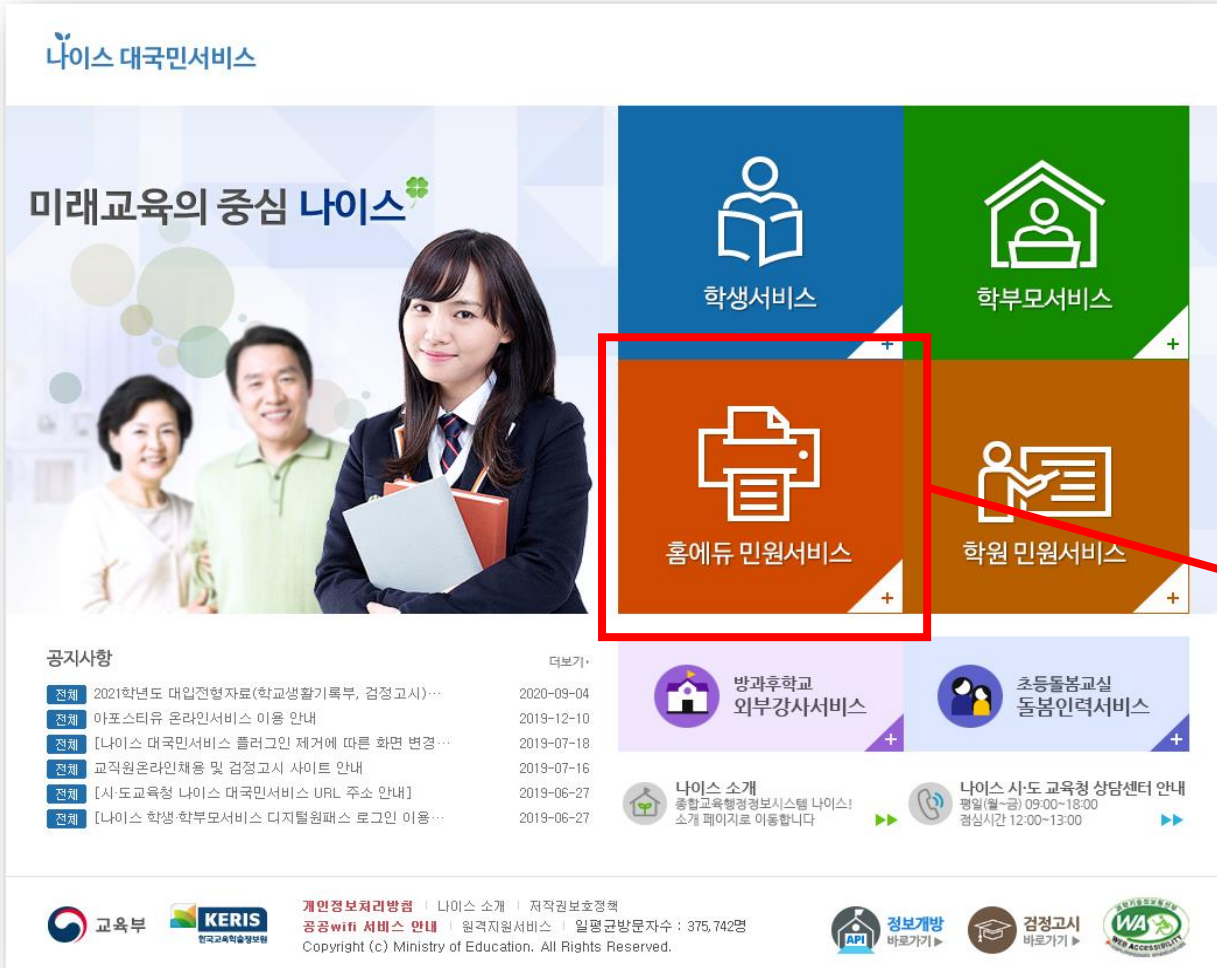 나이스 대국민서비스
미래교육의 중심 나이스
학생서비스
+
학부모서비스
+
홈에듀 민원서비스
+
학원 민원서비스
+
공지사항
더보기
전체 2021학년도 대입전형자료(학교생활기록부, 검정고시)… 2020-09-04
전체 아포스티유 온라인서비스 이용 안내 2019-12-10
전체 [나이스 대국민서비스 플러그인 제거에 따른 화면 변경… 2019-07-18
전체 교직원온라인채용 및 검정고시 사이트 안내 2019-07-16
전체 [시·도교육청 나이스 대국민서비스 URL 주소 안내] 2019-06-27
전체 [나이스 학생·학부모서비스 디지털원패스 로그인 이용… 2019-06-27
방과후학교
외부강사서비스
+
초등돌봄교실
돌봄인력서비스
+
나이스 소개
종합교육행정정보시스템 나이스!
소개 페이지로 이동합니다
나이스 시·도 교육청 상담센터 안내
평일(월~금) 09:00~18:00
점심시간 12:00~13:00
교육부
KERIS
한국교육학술정보원
개인정보처리방침 | 나이스 소개 | 저작권보호정책
공공wifi 서비스 안내 | 원격지원서비스 | 일평균방문자수 : 375,742명
Copyright (c) Ministry of Education. All Rights Reserved.
API
정보개방
바로가기▶
검정고시
바로가기 ▶
WA
WEB ACCESSIBILITY